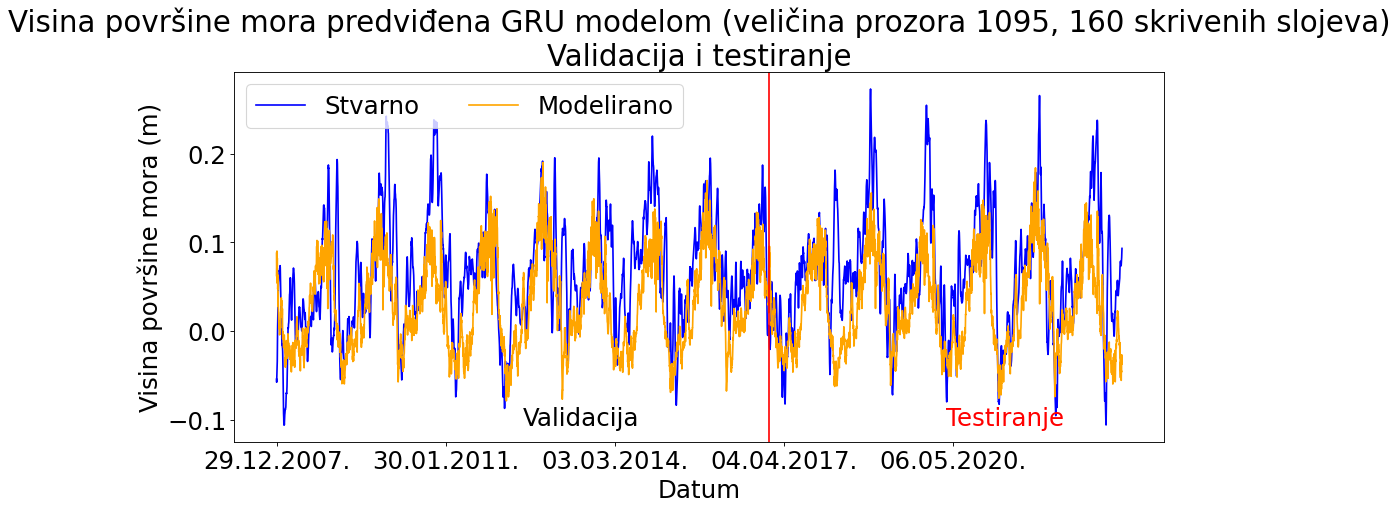 Visina površine mora predviđena GRU modelom (veličina prozora 1095, 160 skrivenih slojeva)
Validacija i testiranje
Stvarno
Modelirano
Visina površine mora (m)
0.2
0.1
0.0
−0.1
Validacija
Testiranje
29.12.2007.
30.01.2011.
03.03.2014.
04.04.2017.
06.05.2020.
Datum